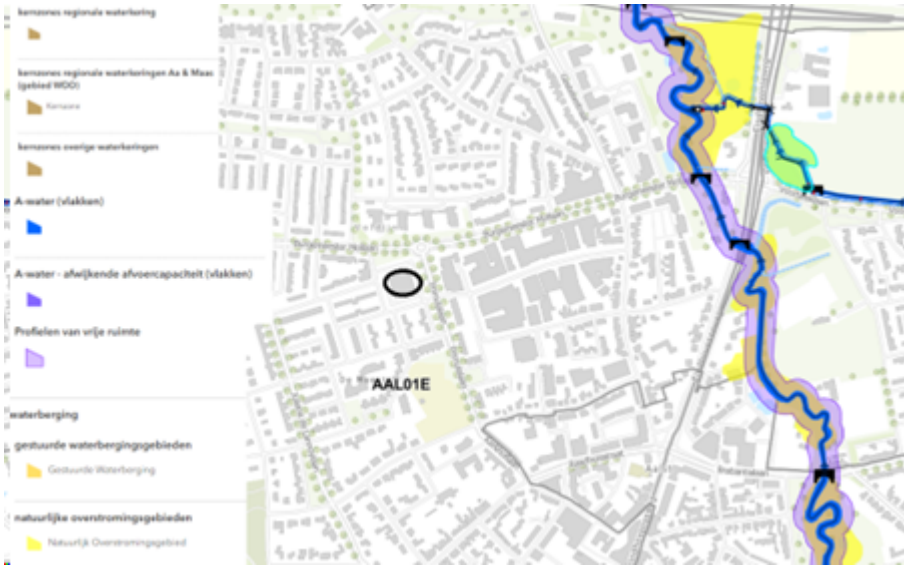 kernzones regionale waterkering
kernzones regionale waterkeringen Aa & Maas
(gebied WDD)
Kernzone
kernzones overige waterkeringen
A-water (vlakken)
A-water - afwijkende afvoercapaciteit (vlakken)
Profielen van vrije ruimte
waterberging
gestuurde waterbergingsgebieden
Gestuurde Waterberging
natuurlijke overstromingsgebieden
Natuurlijk Overstromingsgebied
AAL01E